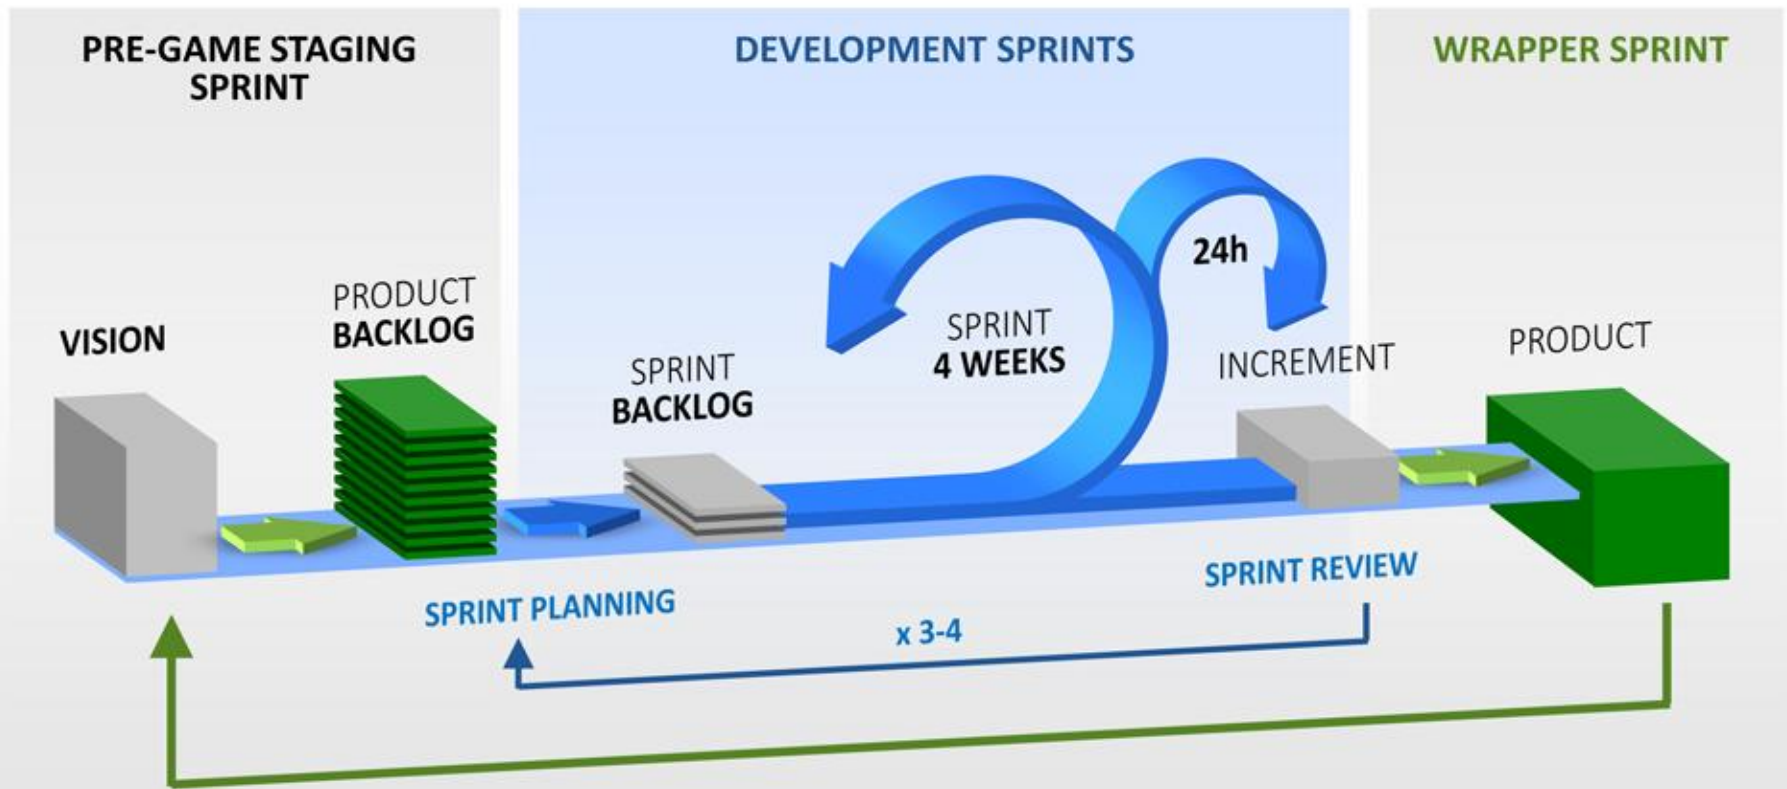 PRE-GAME STAGING
SPRINT
DEVELOPMENT SPRINTS
WRAPPER SPRINT
VISION
PRODUCT
BACKLOG
SPRINT
BACKLOG
SPRINT
4 WEEKS
24h
INCREMENT
PRODUCT
SPRINT PLANNING
SPRINT REVIEW
x 3-4